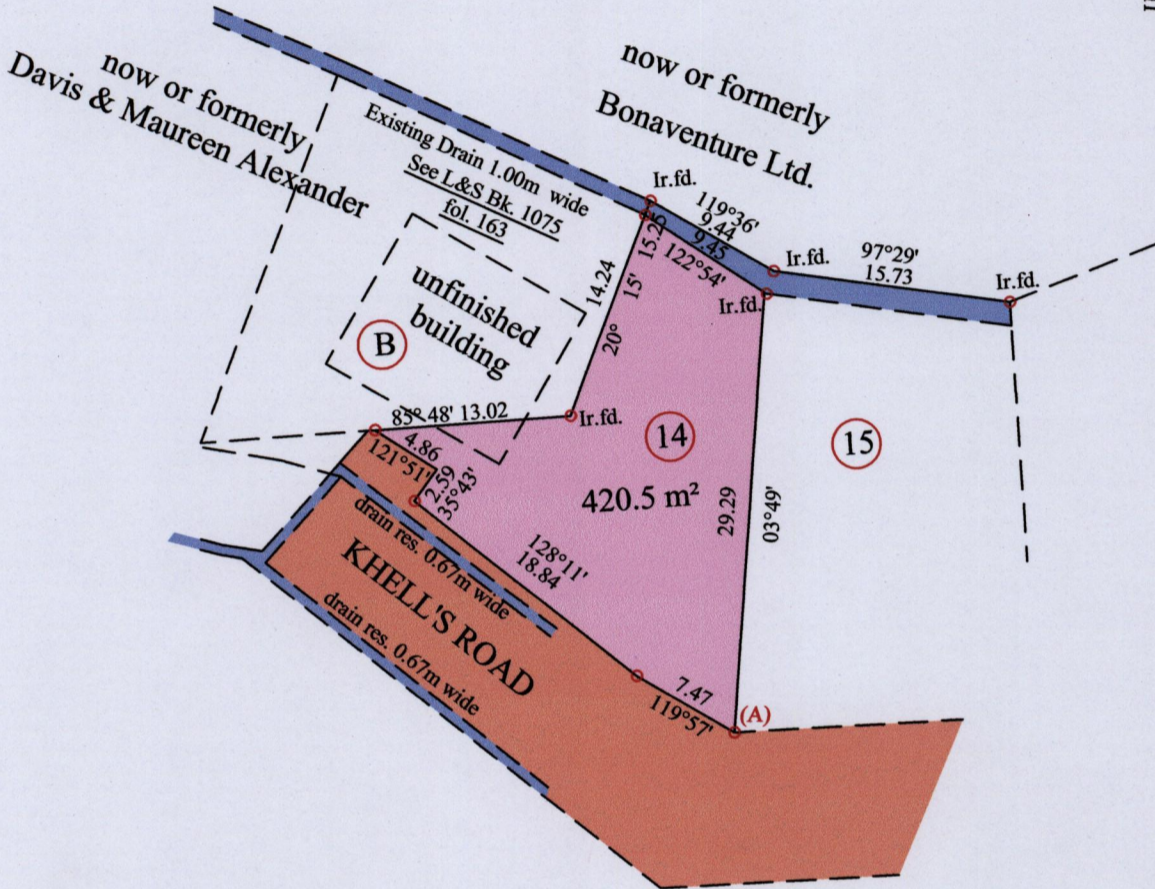 now or formerly
Davis & Maureen Alexander
now or formerly
Bonaventure Ltd.
Existing Drain 1.00m wide
See L&S Bk. 1075
fol. 163
Ir.fd.
119°36'
9.44
9.45
122°54'
Ir.fd.
Ir.fd.
97°29'
15.73
Ir.fd.
14.24
20° 15'
unfinished
building
B
85° 48' 13.02
Ir.fd.
14
15
420.5 m²
29.29
03°49'
4.86
121°51'
2.59
35°43'
128°11'
18.84
7.47
119°57'
(A)
drain res. 0.67m wide
KHELL'S ROAD
drain res. 0.67m wide